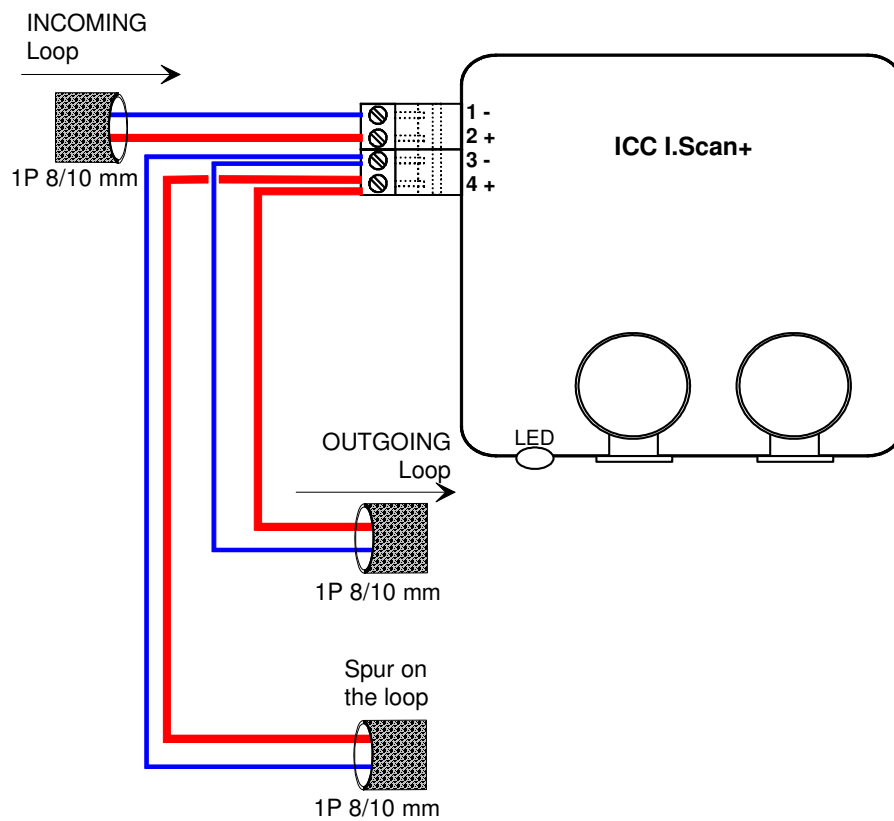 INCOMING
Loop
1P 8/10 mm
1 -
2 +
3 -
4 +
ICC I.Scan+
LED
OUTGOING
Loop
1P 8/10 mm
Spur on
the loop
1P 8/10 mm